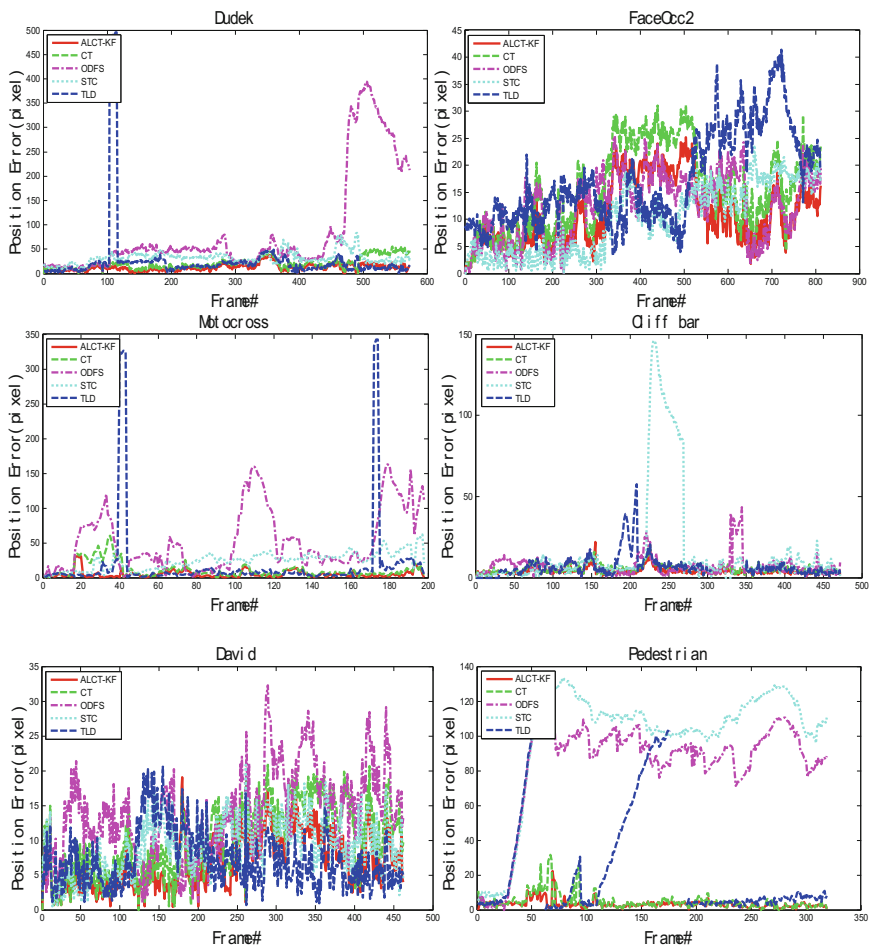 Dudek
Position Error(pixel)
500
450
400
350
300
250
200
150
100
50
0
ALCT-KF
CT
ODFS
STC
TLD
0 100 200 300 400 500 600
Frame#
FaceOcc2
Position Error(pixel)
45
40
35
30
25
20
15
10
5
0
ALCT-KF
CT
ODFS
STC
TLD
0 100 200 300 400 500 600 700 800 900
Frame#
Motocross
Position Error(pixel)
350
300
250
200
150
100
50
0
ALCT-KF
CT
ODFS
STC
TLD
0 20 40 60 80 100 120 140 160 180 200
Frame#
Cliff bar
Position Error(pixel)
150
100
50
0
ALCT-KF
CT
ODFS
STC
TLD
0 50 100 150 200 250 300 350 400 450 500
Frame#
David
Position Error(pixel)
35
30
25
20
15
10
5
0
ALCT-KF
CT
ODFS
STC
TLD
0 50 100 150 200 250 300 350 400 450 500
Frame#
Pedestrian
Position Error(pixel)
140
120
100
80
60
40
20
0
ALCT-KF
CT
ODFS
STC
TLD
0 50 100 150 200 250 300 350
Frame#